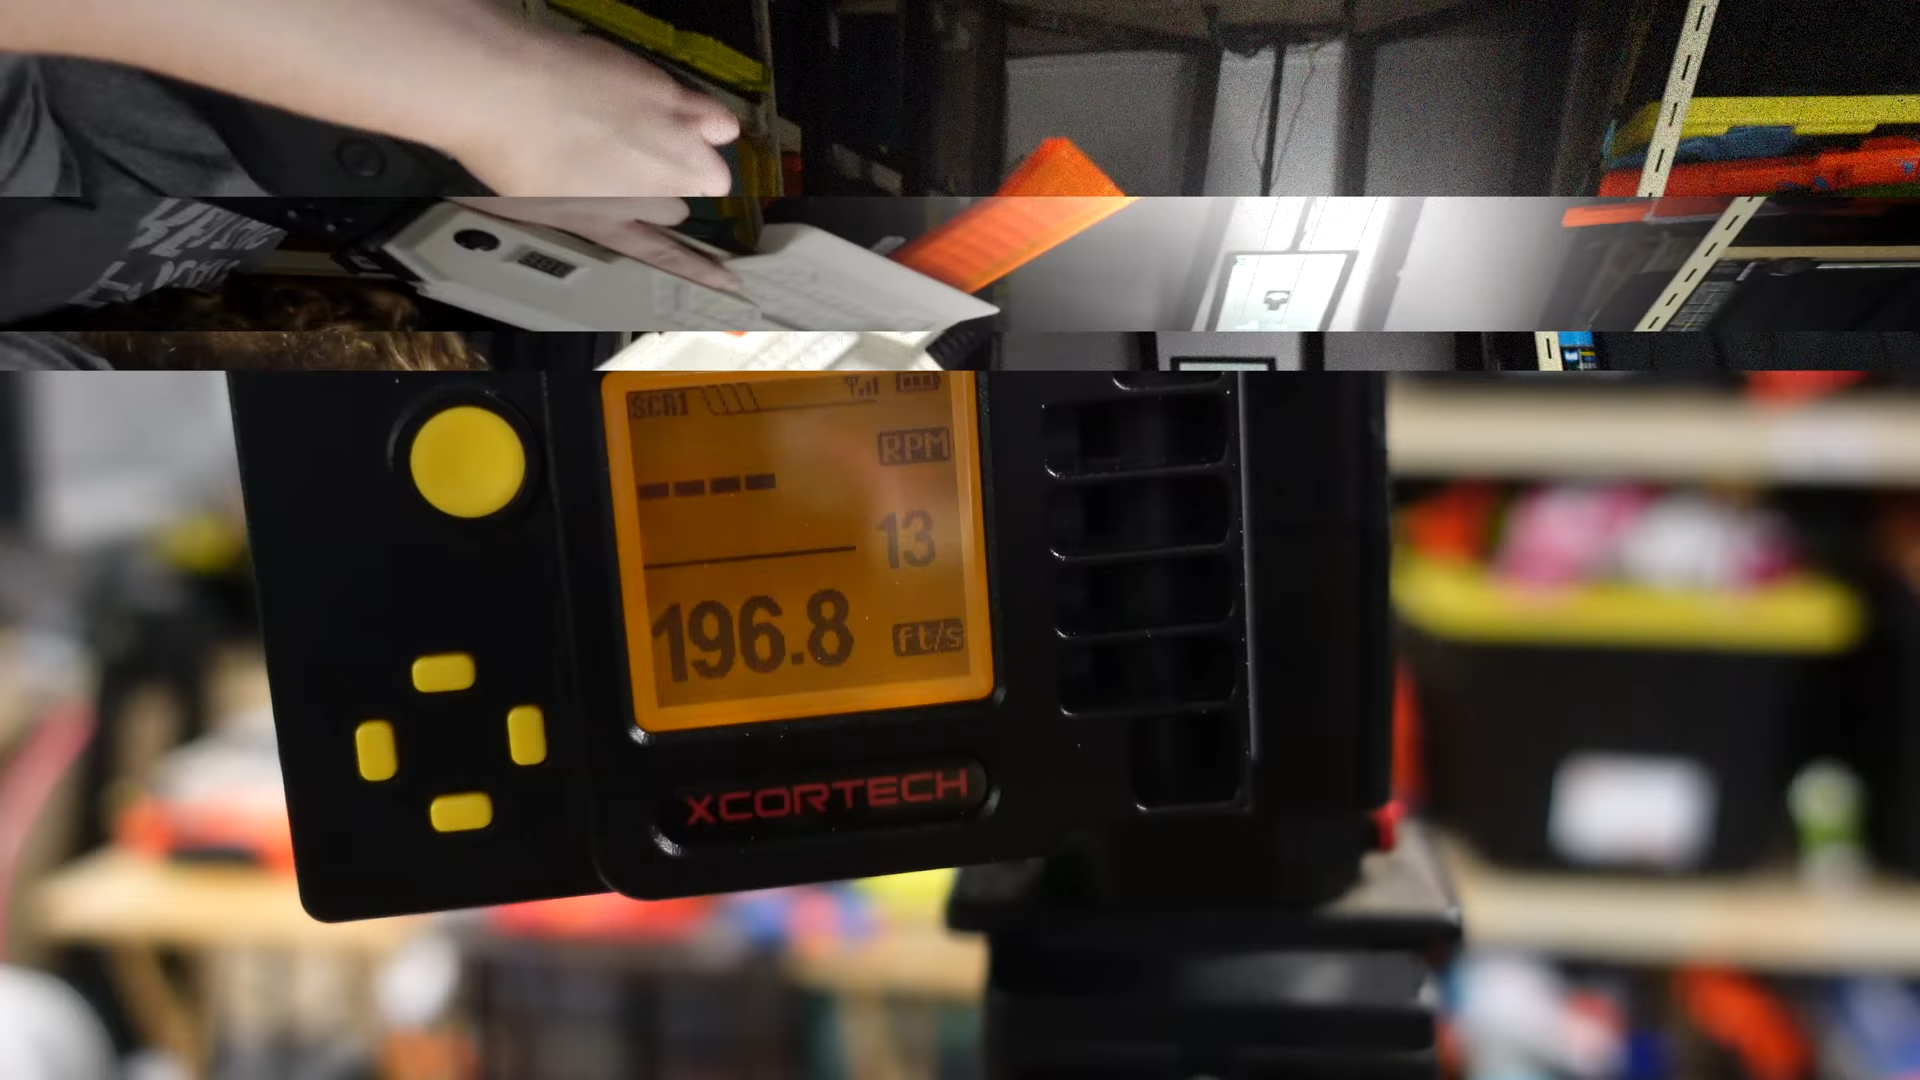 SCR1
RPM
----
13
196.8
ft/s
XCORTECH